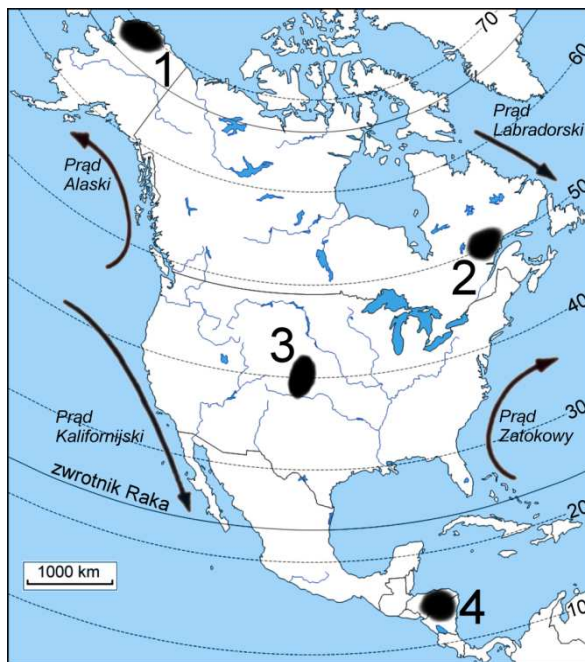 70
1
60
Prąd
Labradorski
Prąd
Alaski
50
2
40
3
30
Prąd
Kalifornijski
Prąd
Zatokowy
zwrotnik Raka
20
1000 km
4
10